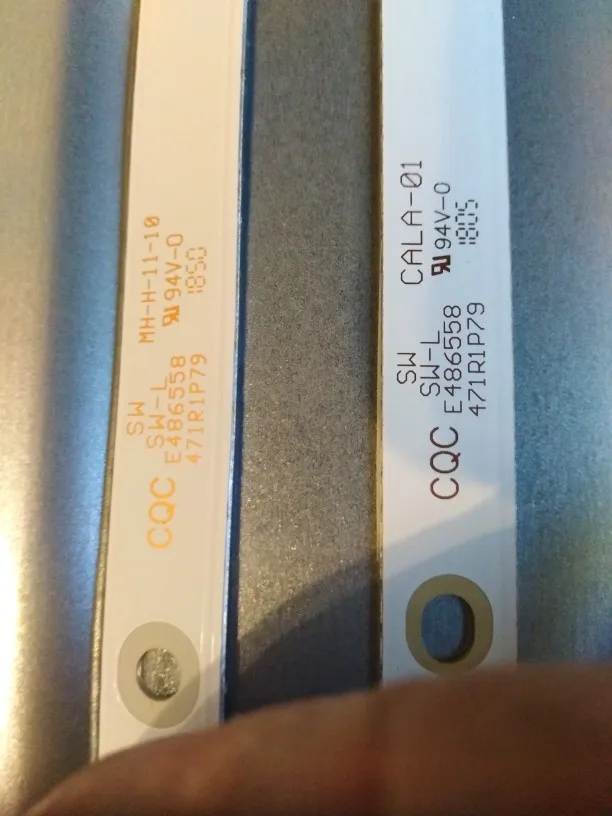 MH-H-11-10
94V-0
1850
SW
SW-L
E486558
471R1P79
CQC
CALA-01
94V-0
1805
SW
SW-L
E486558
471R1P79
CQC